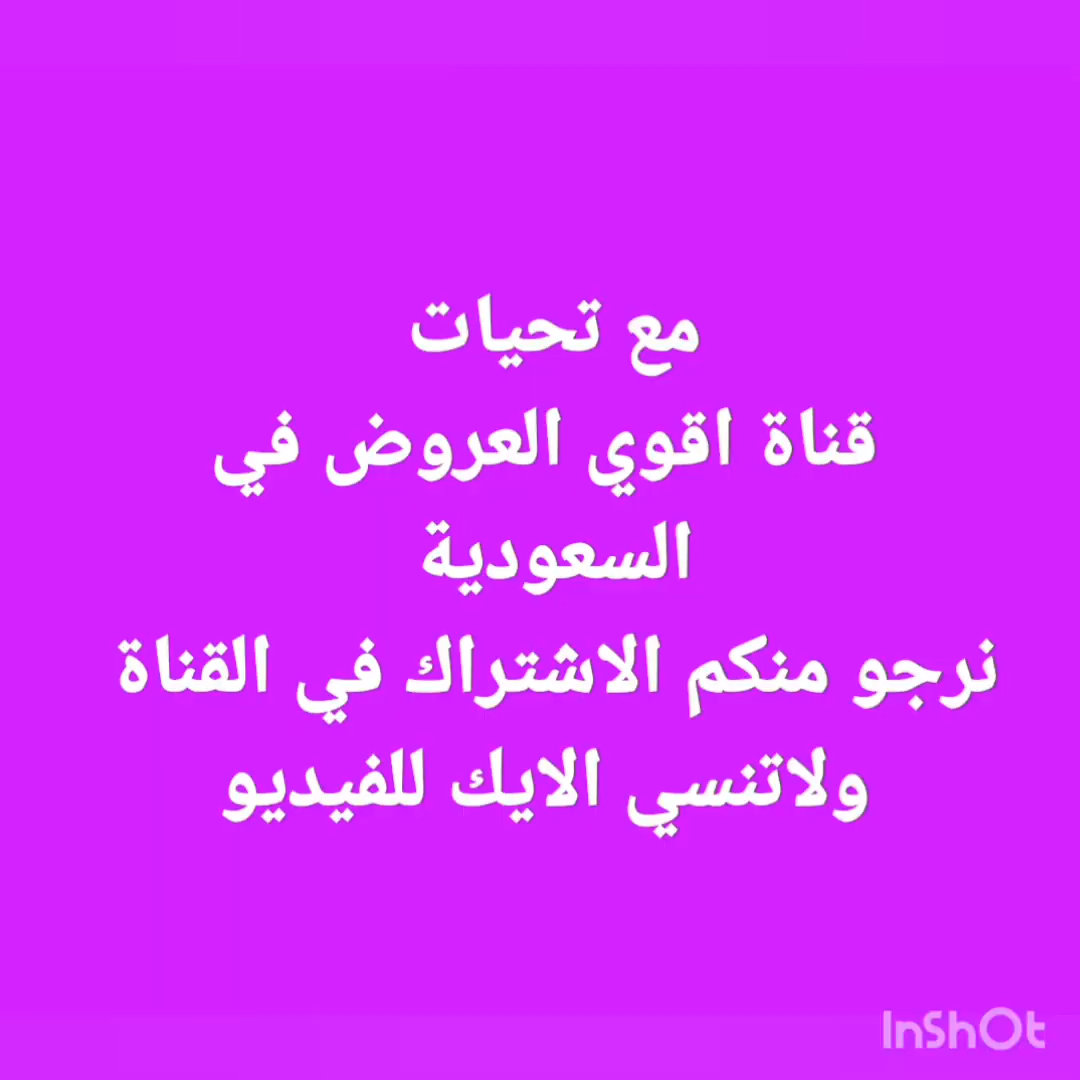 مع تحيات
قناة اقوي العروض في
السعودية
نرجو منكم الاشتراك في القناة
ولاتنسي الايك للفيديو
InShOt